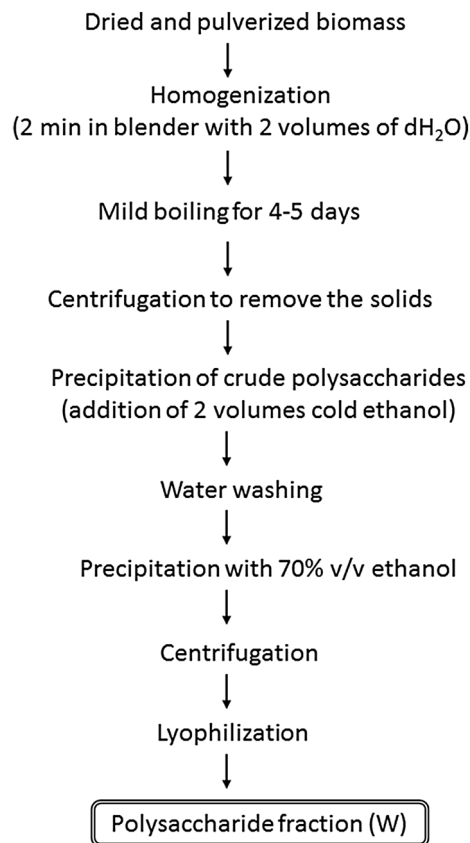 Dried and pulverized biomass
Homogenization
(2 min in blender with 2 volumes of dH₂O)
Mild boiling for 4-5 days
Centrifugation to remove the solids
Precipitation of crude polysaccharides
(addition of 2 volumes cold ethanol)
Water washing
Precipitation with 70% v/v ethanol
Centrifugation
Lyophilization
Polysaccharide fraction (W)